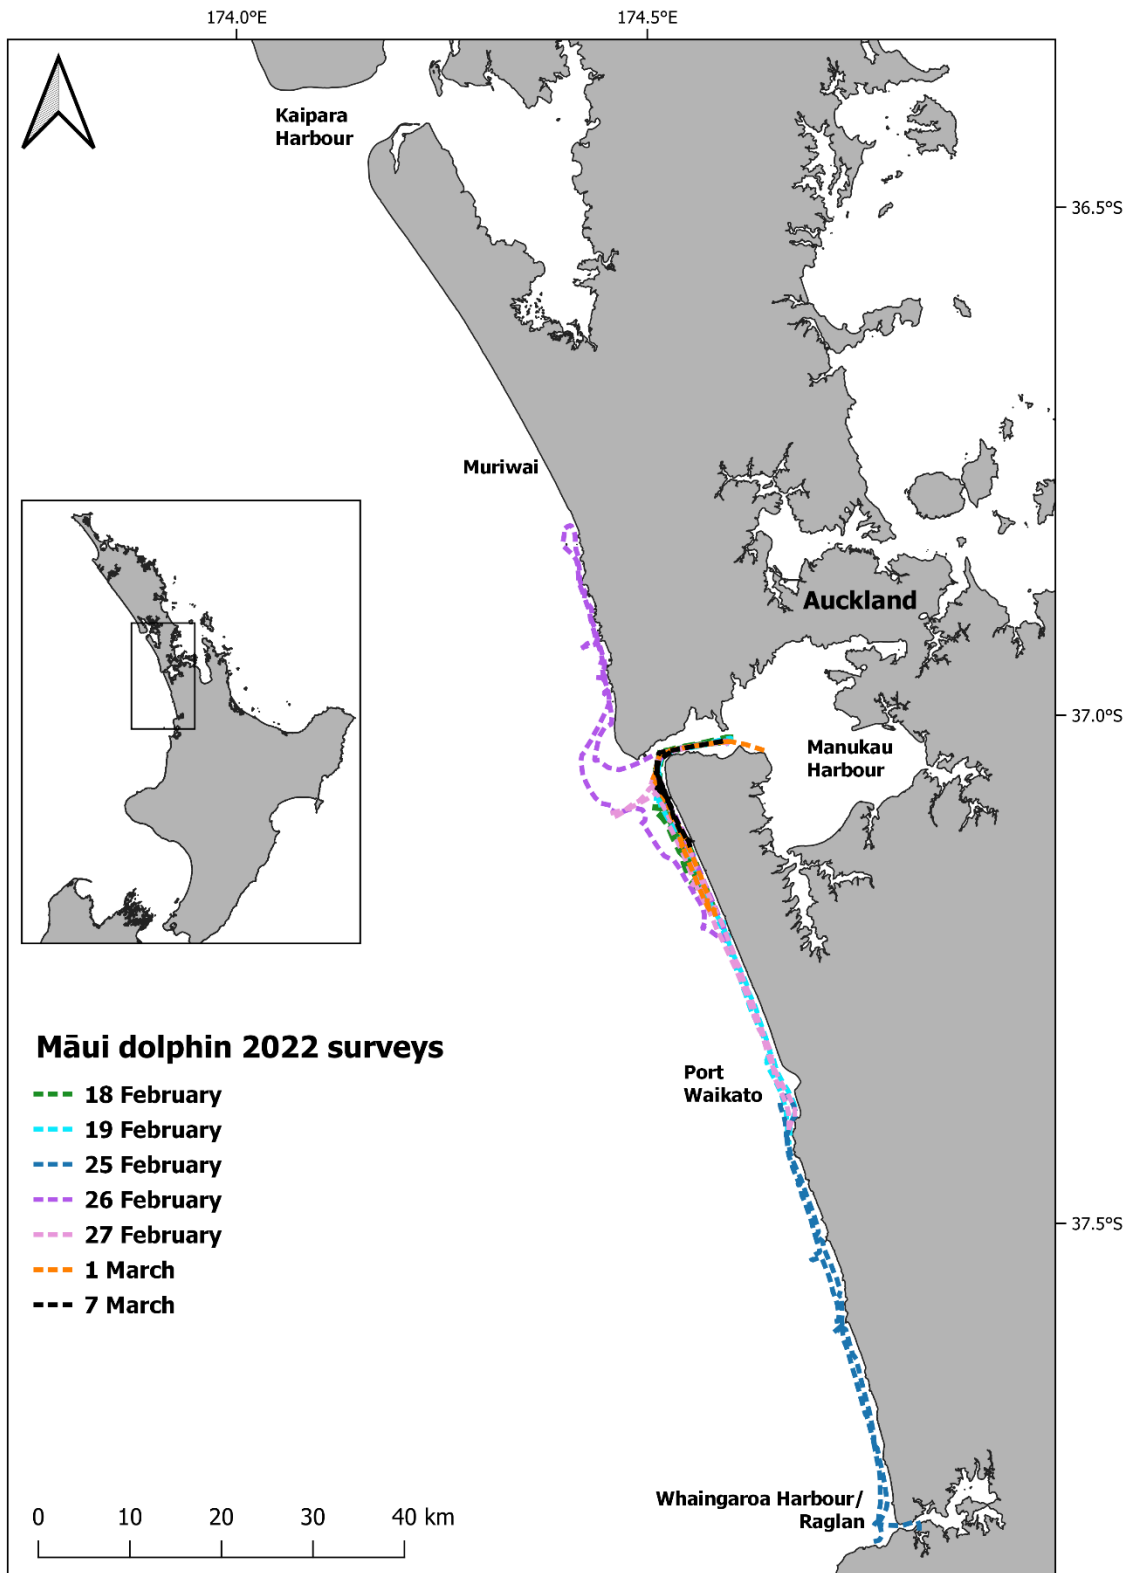 174.0°E
174.5°E
Kaipara
Harbour
36.5°S
Muriwai
Auckland
37.0°S
Manukau
Harbour
Māui dolphin 2022 surveys
18 February
19 February
25 February
26 February
27 February
1 March
7 March
Port
Waikato
37.5°S
Whaingaroa Harbour/
Raglan
0 10 20 30 40 km